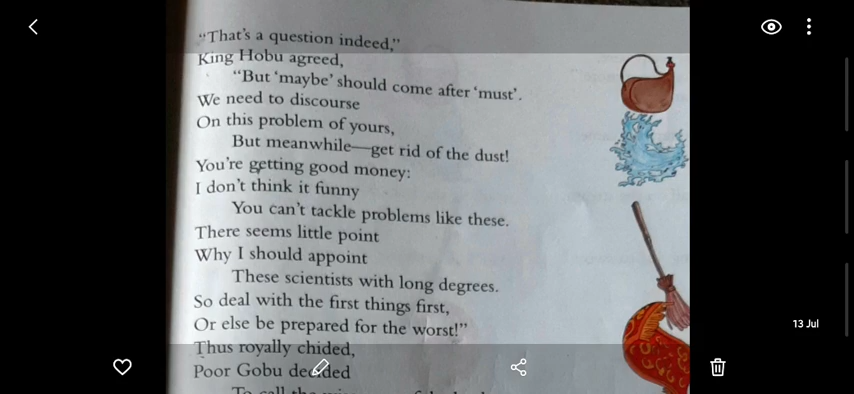 "That's a question indeed,"
King Hobu agreed,
"But 'maybe' should come after 'must'.
We need to discourse
On this problem of yours,
But meanwhile—get rid of the dust!
You're getting good money:
I don't think it funny
You can't tackle problems like these.
There seems little point
Why I should appoint
These scientists with long degrees.
So deal with the first things first,
Or else be prepared for the worst!"
13 Jul
Thus royally chided,
Poor Gobu decided
To call the